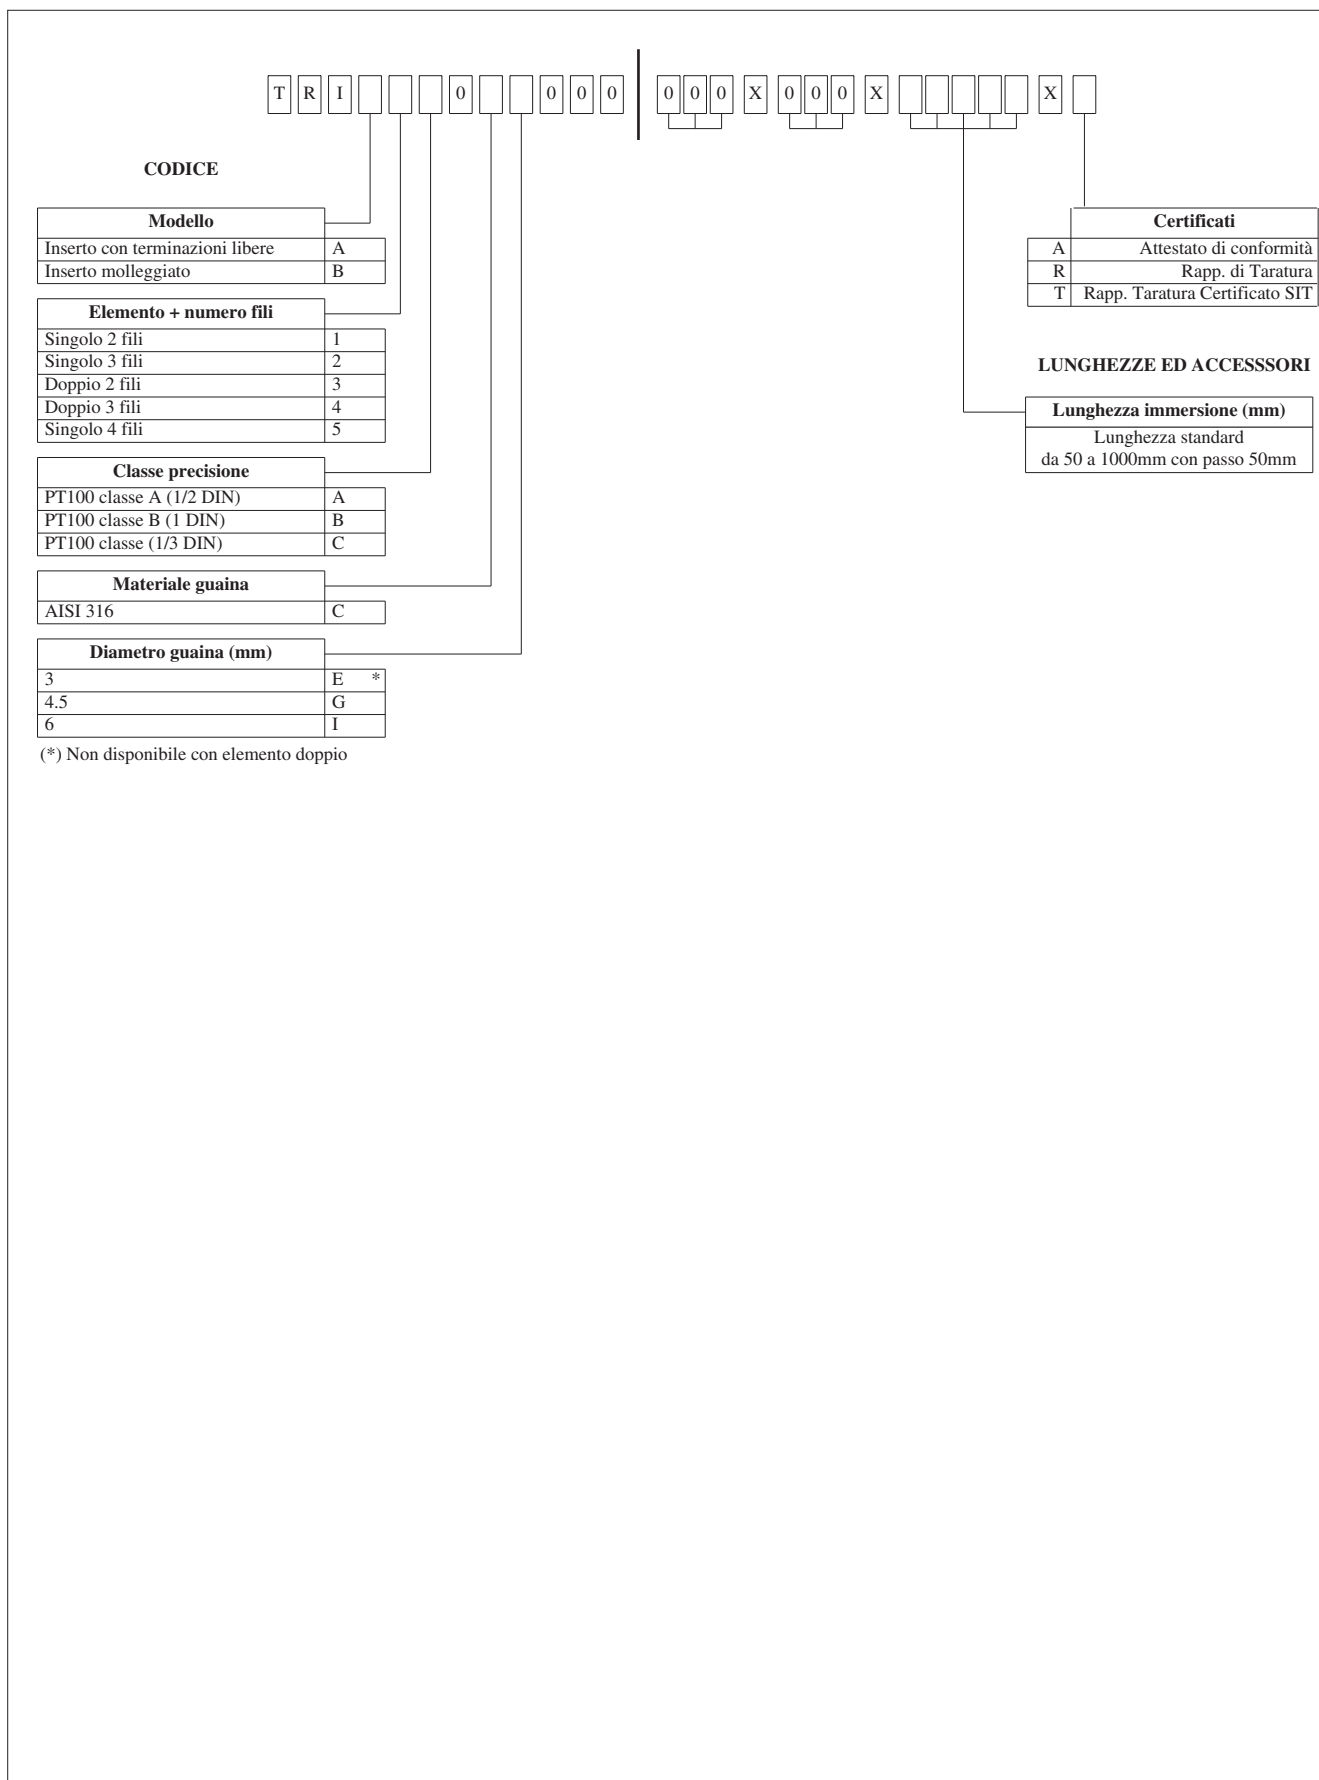 T R I 0 0 0 0 0 0 0 X 0 0 0 X X
CODICE
Modello
Inserto con terminazioni libere A
Inserto molleggiato B
Elemento + numero fili
Singolo 2 fili 1
Singolo 3 fili 2
Doppio 2 fili 3
Doppio 3 fili 4
Singolo 4 fili 5
Classe precisione
PT100 classe A (1/2 DIN) A
PT100 classe B (1 DIN) B
PT100 classe (1/3 DIN) C
Materiale guaina
AISI 316 C
Diametro guaina (mm)
3 E *
4.5 G
6 I
(*) Non disponibile con elemento doppio
Certificati
A Attestato di conformità
R Rapp. di Taratura
T Rapp. Taratura Certificato SIT
LUNGHEZZE ED ACCESSSORI
Lunghezza immersione (mm)
Lunghezza standard
da 50 a 1000mm con passo 50mm